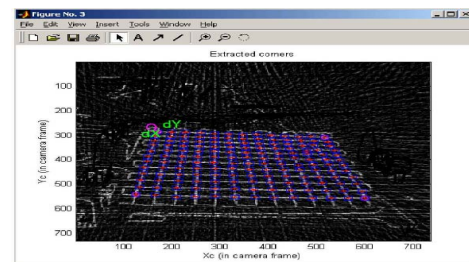 Figure No. 3
File Edit View Insert Tools Window Help
A
Extracted corners
100
200
300
400
500
600
700
Yc (in camera frame)
dY
dX
100 200 300 400 500 600 700
Xc (in camera frame)